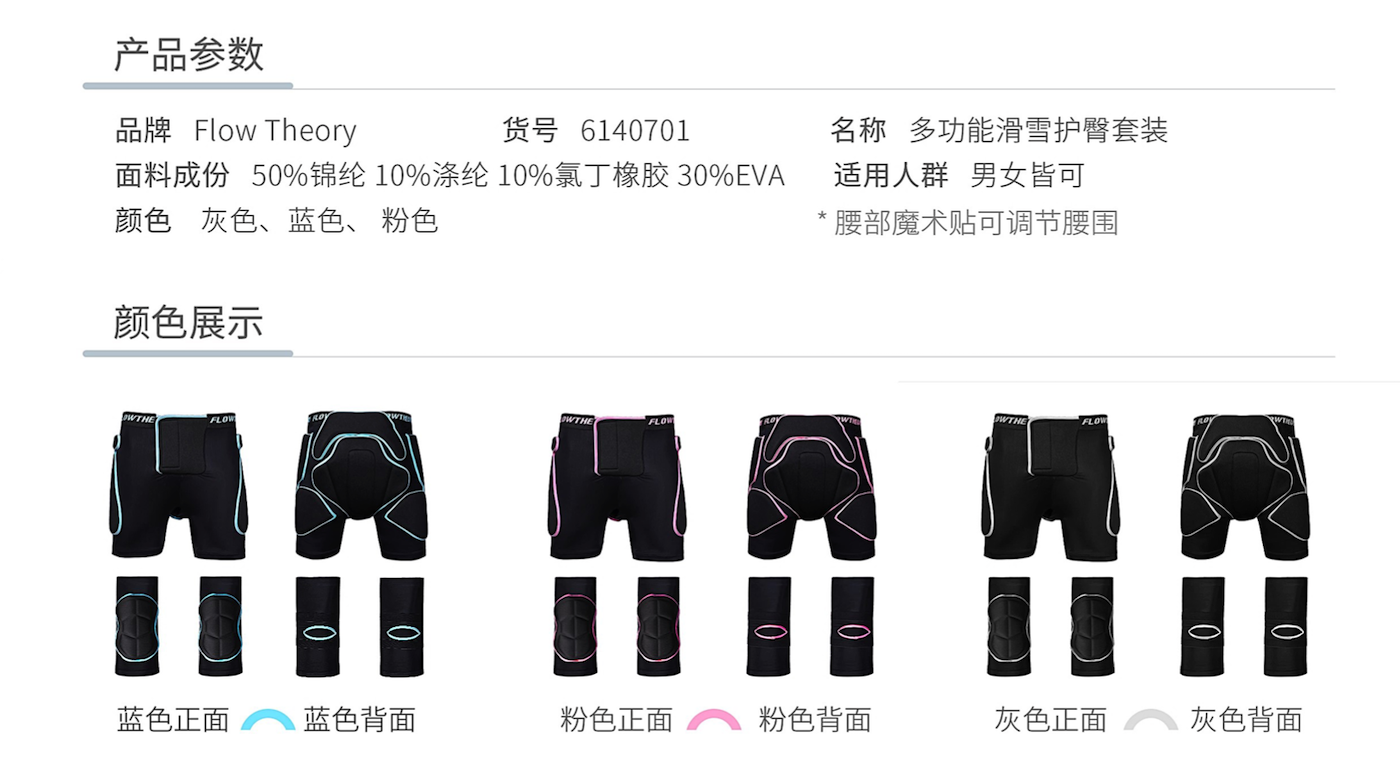 产品参数
品牌 Flow Theory 货号 6140701 名称 多功能滑雪护臀套装
面料成份 50%锦纶 10%涤纶 10%氯丁橡胶 30%EVA 适用人群 男女皆可
颜色 灰色、蓝色、 粉色 * 腰部魔术贴可调节腰围
颜色展示
蓝色正面 蓝色背面 粉色正面 粉色背面 灰色正面 灰色背面